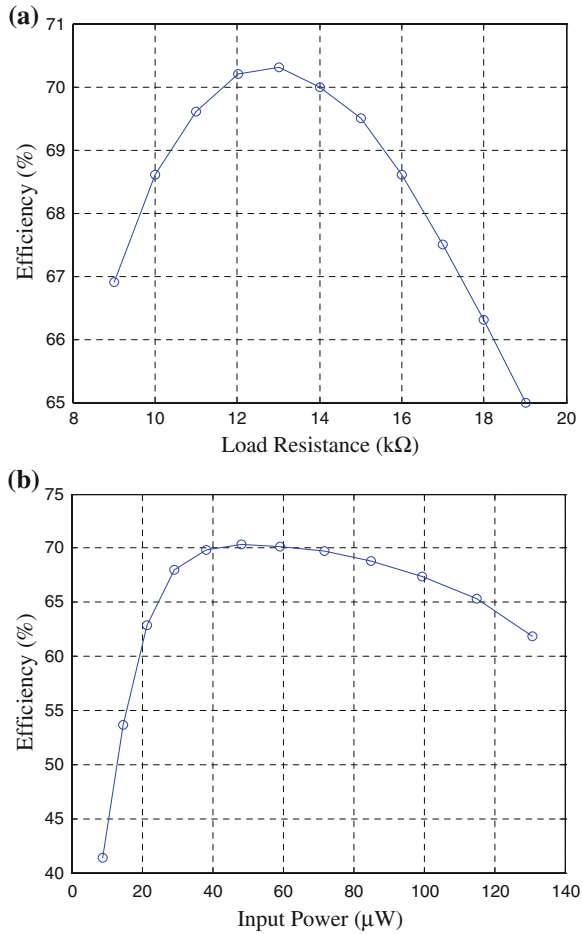 (a)
71
70
69
68
67
66
65
8 10 12 14 16 18 20
Efficiency (%)
Load Resistance (kΩ)
(b)
75
70
65
60
55
50
45
40
0 20 40 60 80 100 120 140
Efficiency (%)
Input Power (μW)